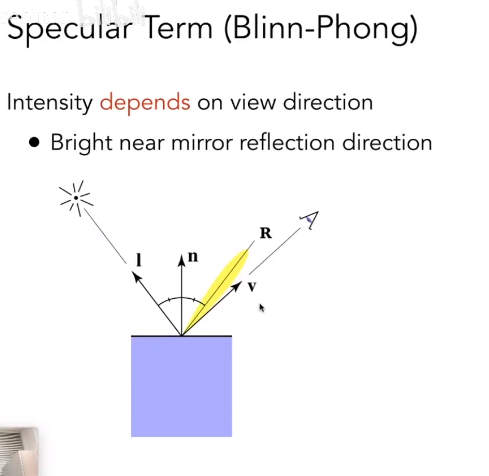 Specular Term (Blinn-Phong)
Intensity depends on view direction
● Bright near mirror reflection direction
R
l
n
v